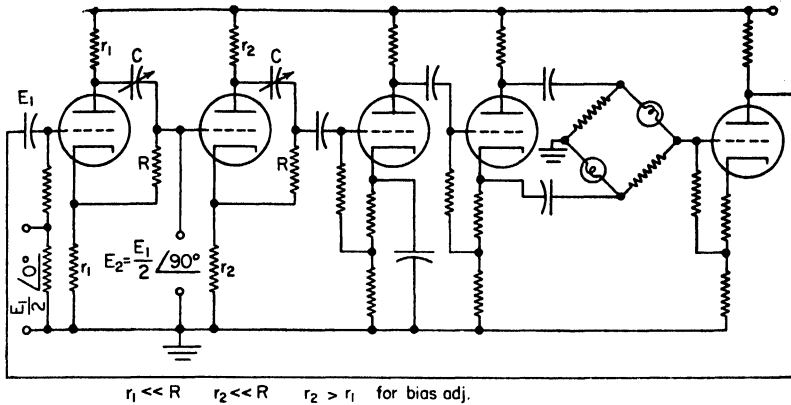 r₁
C
r₂
C
E₁
R
R
E₁/2 ∠0°
r₁
E₂=E₁/2 ∠90°
r₂
r₁ << R r₂ << R r₂ > r₁ for bias adj.